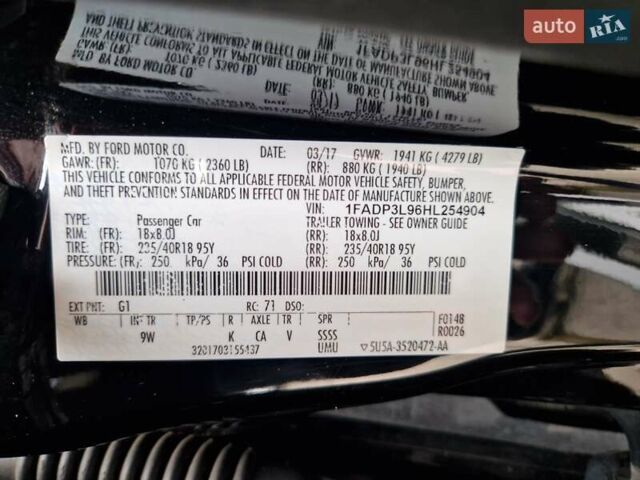 auto RIA.com
MFD. BY FORD MOTOR CO. DATE: 03/17 GVWR: 1941 KG ( 4279 LB)
GAWR: (FR): 1070 KG ( 2360 LB) (RR): 880 KG ( 1940 LB)
THIS VEHICLE CONFORMS TO ALL APPLICABLE FEDERAL MOTOR VEHICLE SAFETY, BUMPER,
AND THEFT PREVENTION STANDARDS IN EFFECT ON THE DATE OF MANUFACTURE SHOWN ABOVE.
VIN: 1FADP3L96HL254904
TYPE: Passenger Car TRAILER TOWING - SEE OWNER GUIDE
RIM: (FR): 18x8.0J (RR): 18x8.0J
TIRE: (FR): 235/40R18 95Y (RR): 235/40R18 95Y
PRESSURE: (FR): 250 kPa/ 36 PSI COLD (RR): 250 kPa/ 36 PSI COLD
EXT PNT: G1 RC: 71 DSO: F0148
WB INT TR TP/PS R AXLE TR SPR R0026
9W K CA V SSSS
3201703155437 UMU 5U5A-3520472-AA